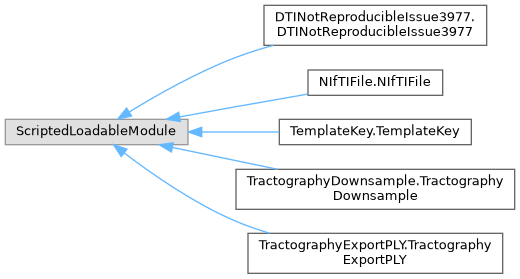 DTINotReproducibleIssue3977.
DTINotReproducibleIssue3977
NIfTIFile.NIfTIFile
ScriptedLoadableModule
TemplateKey.TemplateKey
TractographyDownsample.Tractography
Downsample
TractographyExportPLY.Tractography
ExportPLY